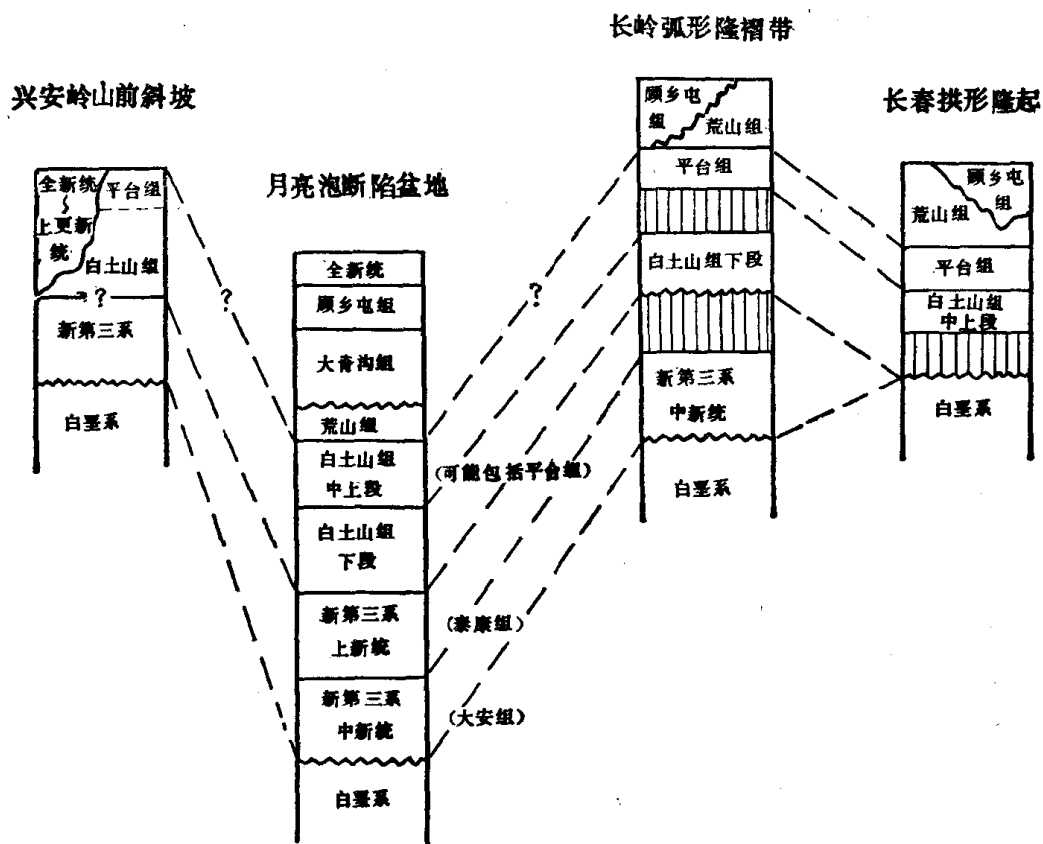 长岭弧形隆褶带
兴安岭山前斜坡
长春拱形隆起
月亮泡断陷盆地
全新统
~
上更新
统
平台组
白土山组
?
新第三系
白垩系
?
全新统
顾乡屯组
大青沟组
荒山组
白土山组
中上段
白土山组
下段
新第三系
上新统
新第三系
中新统
白垩系
?
(可能包括平台组)
(泰康组)
(大安组)
顾乡屯
组
荒山组
平台组
白土山组下段
新第三系
中新统
白垩系
顾乡屯
组
荒山组
平台组
白土山组
中上段
白垩系